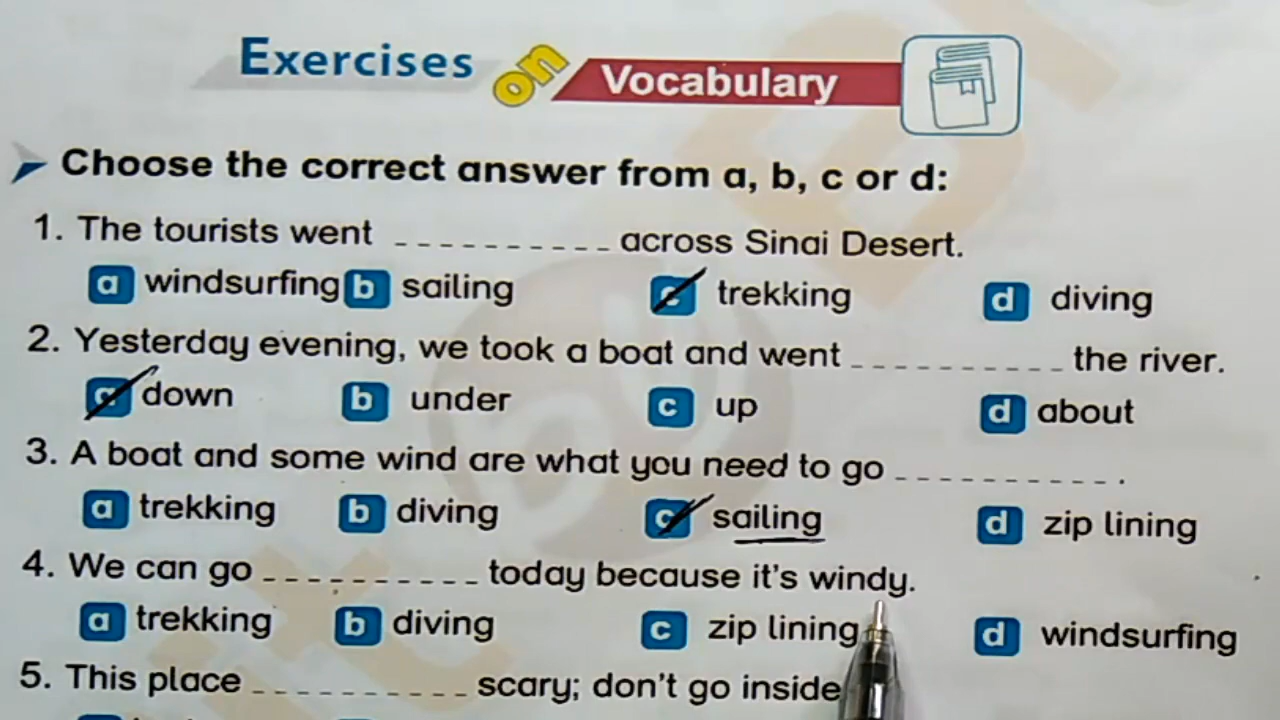 Exercises on Vocabulary
Choose the correct answer from a, b, c or d:
1. The tourists went __________ across Sinai Desert.
a windsurfing b sailing c trekking d diving
2. Yesterday evening, we took a boat and went __________ the river.
a down b under c up d about
3. A boat and some wind are what you need to go __________.
a trekking b diving c sailing d zip lining
4. We can go __________ today because it's windy.
a trekking b diving c zip lining d windsurfing
5. This place __________ scary; don't go inside